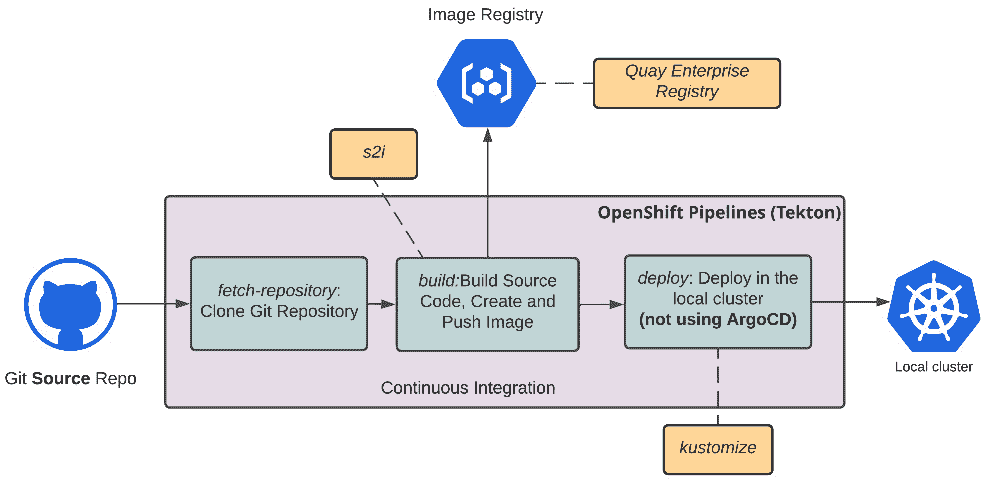 Image Registry
Quay Enterprise
Registry
s2i
OpenShift Pipelines (Tekton)
fetch-repository:
Clone Git Repository
build:Build Source
Code, Create and
Push Image
deploy: Deploy in the
local cluster
(not using ArgoCD)
Git Source Repo
Local cluster
Continuous Integration
kustomize